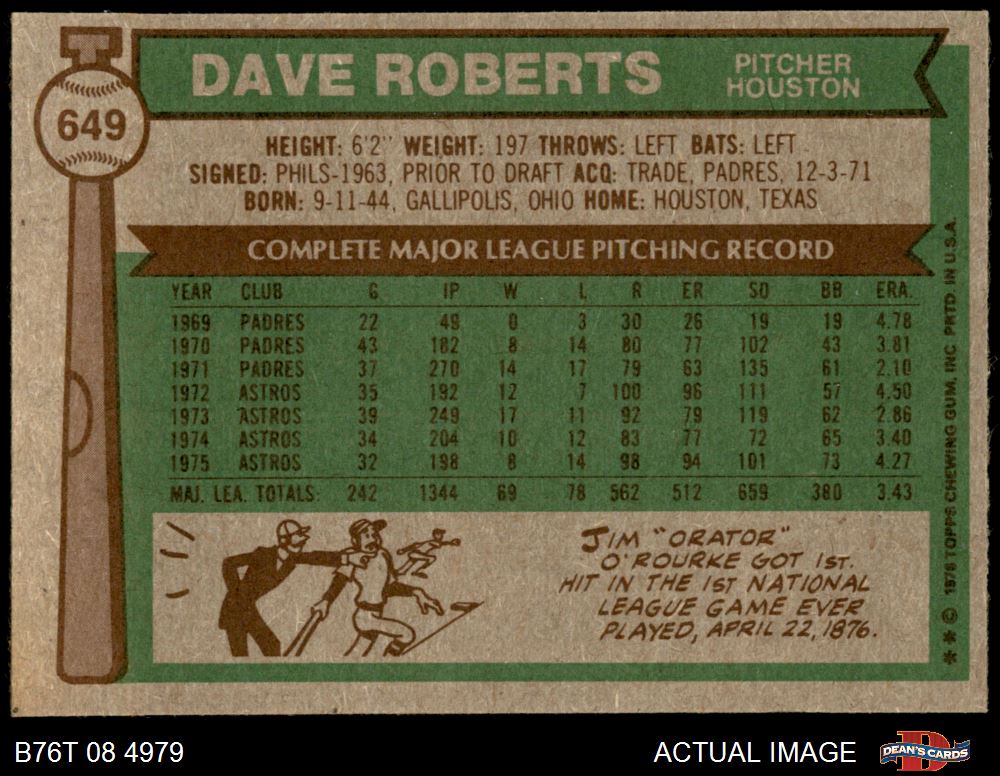 649
DAVE ROBERTS
PITCHER
HOUSTON
HEIGHT: 6'2" WEIGHT: 197 THROWS: LEFT BATS: LEFT
SIGNED: PHILS-1963, PRIOR TO DRAFT ACQ: TRADE, PADRES, 12-3-71
BORN: 9-11-44, GALLIPOLIS, OHIO HOME: HOUSTON, TEXAS
COMPLETE MAJOR LEAGUE PITCHING RECORD
YEAR CLUB G IP W L R ER SO BB ERA.
1969 PADRES 22 49 0 3 30 26 19 19 4.78
1970 PADRES 43 182 8 14 80 77 102 43 3.81
1971 PADRES 37 270 14 17 79 63 135 61 2.10
1972 ASTROS 35 192 12 7 100 96 111 57 4.50
1973 ASTROS 39 249 17 11 92 79 119 62 2.86
1974 ASTROS 34 204 10 12 83 77 72 65 3.40
1975 ASTROS 32 198 8 14 98 94 101 73 4.27
MAJ. LEA. TOTALS: 242 1344 69 78 562 512 659 380 3.43
JIM "ORATOR"
O'ROURKE GOT 1ST.
HIT IN THE 1ST NATIONAL
LEAGUE GAME EVER
PLAYED, APRIL 22, 1876.
** © 1976 TOPPS CHEWING GUM, INC. PRTD. IN U.S.A.
B76T 08 4979
ACTUAL IMAGE
D
DEAN'S CARDS